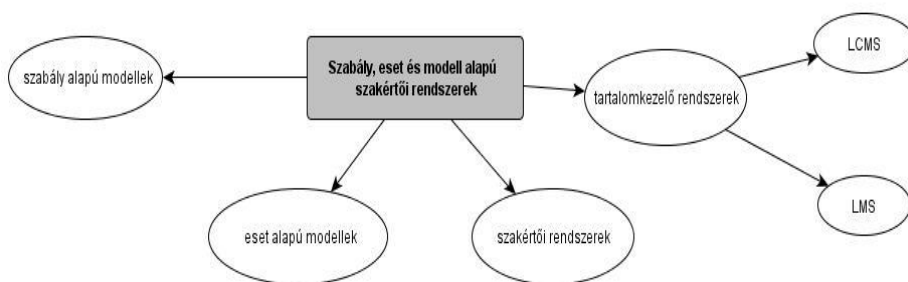 Szabály, eset és modell alapú
szakértői rendszerek
szabály alapú modellek
eset alapú modellek
szakértői rendszerek
tartalomkezelő rendszerek
LCMS
LMS